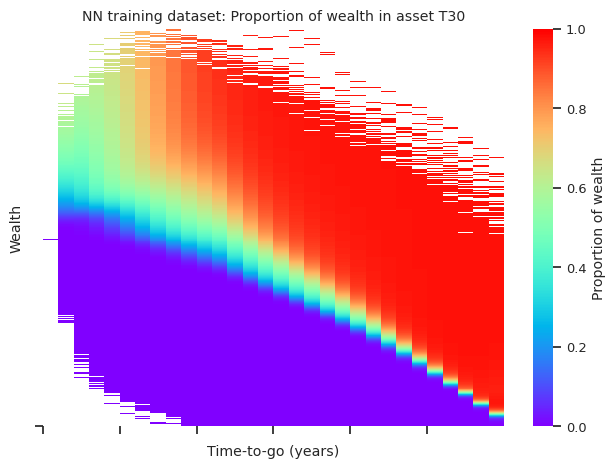 NN training dataset: Proportion of wealth in asset T30
Wealth
Time-to-go (years)
1.0
0.8
0.6
0.4
0.2
0.0
Proportion of wealth